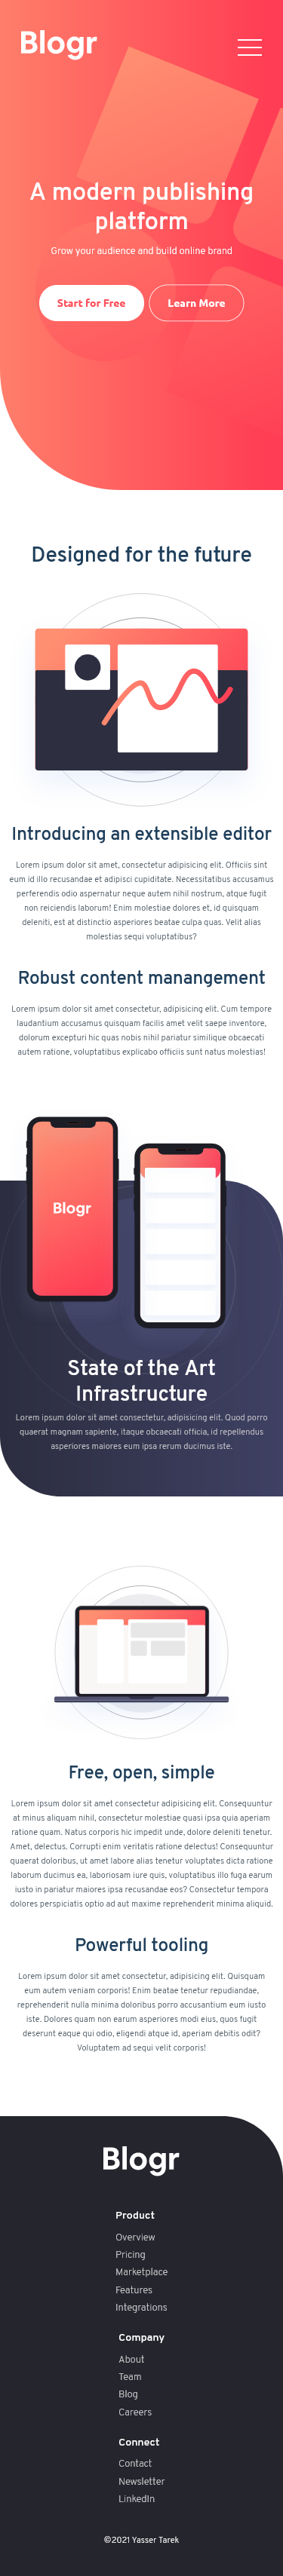 Blogr
A modern publishing
platform
Grow your audience and build online brand
Start for Free
Learn More
Designed for the future
Introducing an extensible editor
Lorem ipsum dolor sit amet, consectetur adipisicing elit. Officiis sint
eum id illo recusandae et adipisci cupiditate. Necessitatibus accusamus
perferendis odio aspernatur neque autem nihil nostrum, atque fugit
non reiciendis laborum! Enim molestiae dolores et, id quisquam
deleniti, est at distinctio asperiores beatae culpa quas. Velit alias
molestias sequi voluptatibus?
Robust content manangement
Lorem ipsum dolor sit amet consectetur, adipisicing elit. Cum tempore
laudantium accusamus quisquam facilis amet velit saepe inventore,
dolorum excepturi hic quas nobis nihil pariatur similique obcaecati
autem ratione, voluptatibus explicabo officiis sunt natus molestias!
Blogr
State of the Art
Infrastructure
Lorem ipsum dolor sit amet consectetur, adipisicing elit. Quod porro
quaerat magnam sapiente, itaque obcaecati officia, id repellendus
asperiores maiores eum ipsa rerum ducimus iste.
Free, open, simple
Lorem ipsum dolor sit amet consectetur adipisicing elit. Consequuntur
at minus aliquam nihil, consectetur molestiae quasi ipsa quia aperiam
ratione quam. Natus corporis hic impedit unde, dolore deleniti tenetur.
Amet, delectus. Corrupti enim veritatis ratione delectus! Consequuntur
quaerat doloribus, ut amet labore alias tenetur voluptates dicta ratione
laborum ducimus ea, laboriosam iure quis, voluptatibus illo fuga earum
iusto in pariatur maiores ipsa recusandae eos? Consectetur tempora
dolores perspiciatis optio ad aut maxime reprehenderit minima aliquid.
Powerful tooling
Lorem ipsum dolor sit amet consectetur, adipisicing elit. Quisquam
eum autem veniam corporis! Enim beatae tenetur repudiandae,
reprehenderit nulla minima doloribus porro accusantium eum iusto
iste. Dolores quam non earum asperiores modi eius, quos fugit
deserunt eaque qui odio, eligendi atque id, aperiam debitis odit?
Voluptatem ad sequi velit corporis!
Blogr
Product
Overview
Pricing
Marketplace
Features
Integrations
Company
About
Team
Blog
Careers
Connect
Contact
Newsletter
LinkedIn
©2021 Yasser Tarek